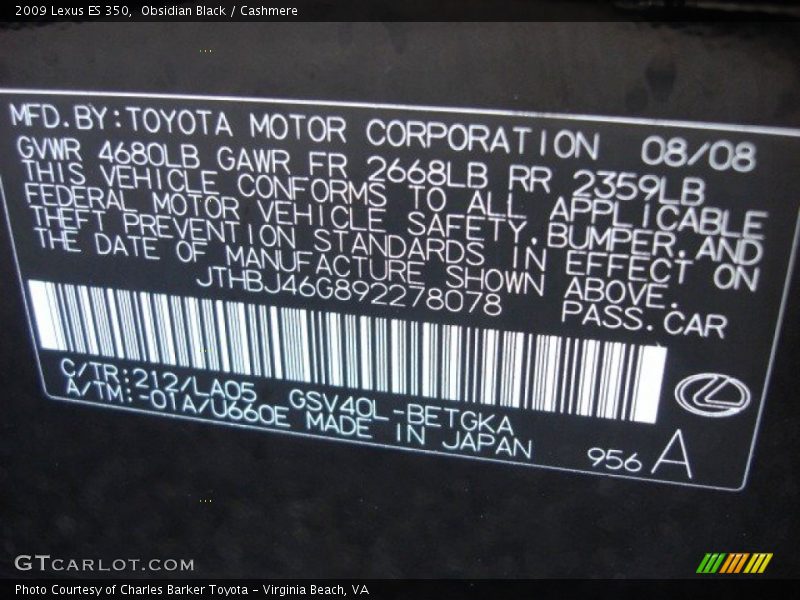 2009 Lexus ES 350,  Obsidian Black / Cashmere
MFD.BY:TOYOTA MOTOR CORPORATION 08/08
GVWR 4680LB GAWR FR 2668LB RR 2359LB
THIS VEHICLE CONFORMS TO ALL APPLICABLE
FEDERAL MOTOR VEHICLE SAFETY,BUMPER,AND
THEFT PREVENTION STANDARDS IN EFFECT ON
THE DATE OF MANUFACTURE SHOWN ABOVE.
JTHBJ46G892278078 PASS.CAR
C/TR:212/LA05 GSV40L-BETGKA
A/TM:-01A/U660E MADE IN JAPAN 956 A
GTCARLOT.COM
Photo Courtesy of Charles Barker Toyota - Virginia Beach, VA